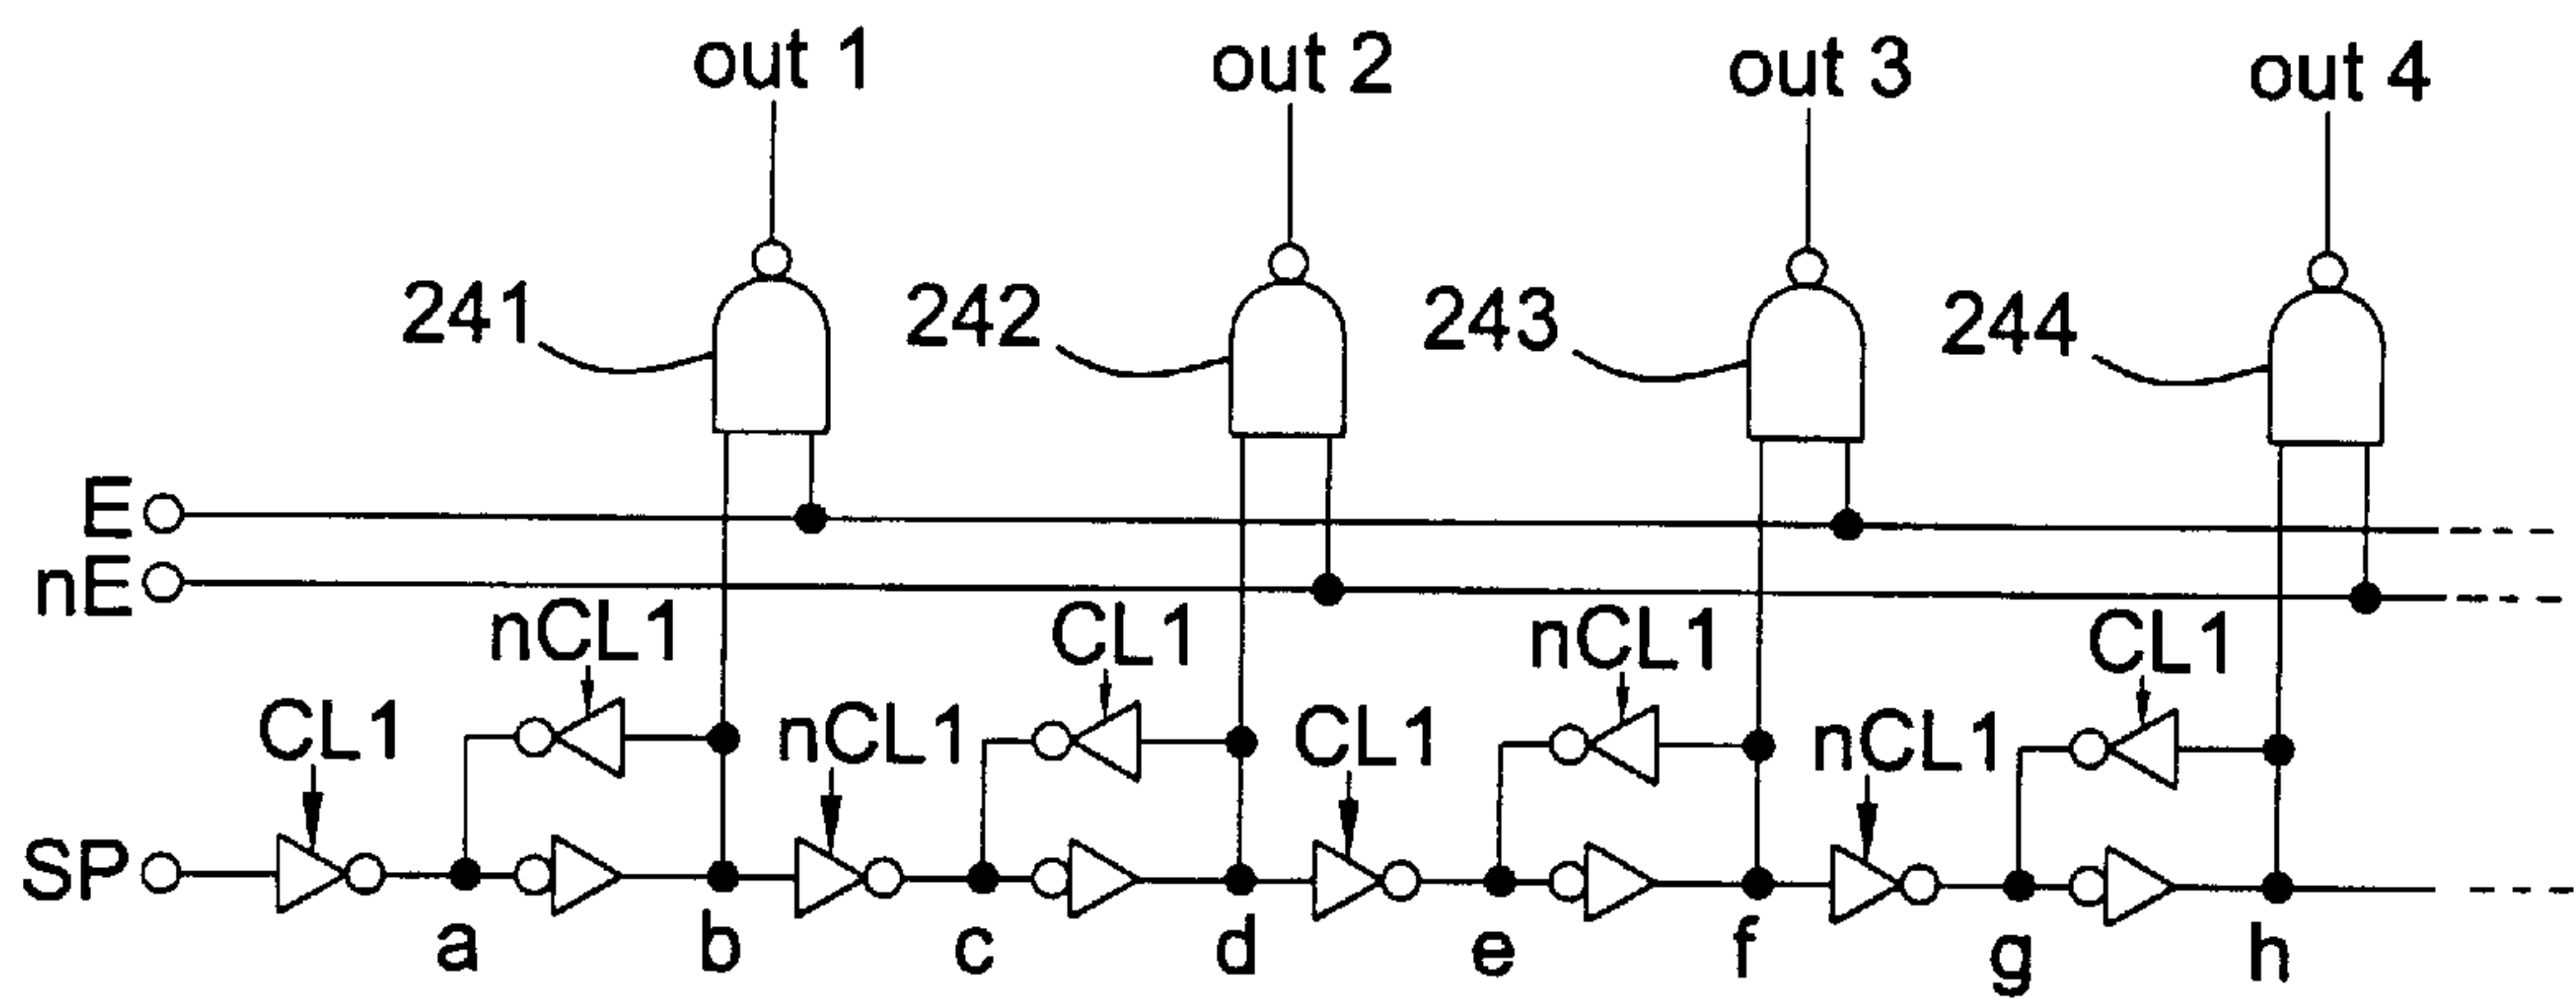 out 1 out 2 out 3 out 4
241 242 243 244
E
nE
nCL1 CL1 nCL1 CL1
CL1 nCL1 CL1 nCL1
SP
a b c d e f g h